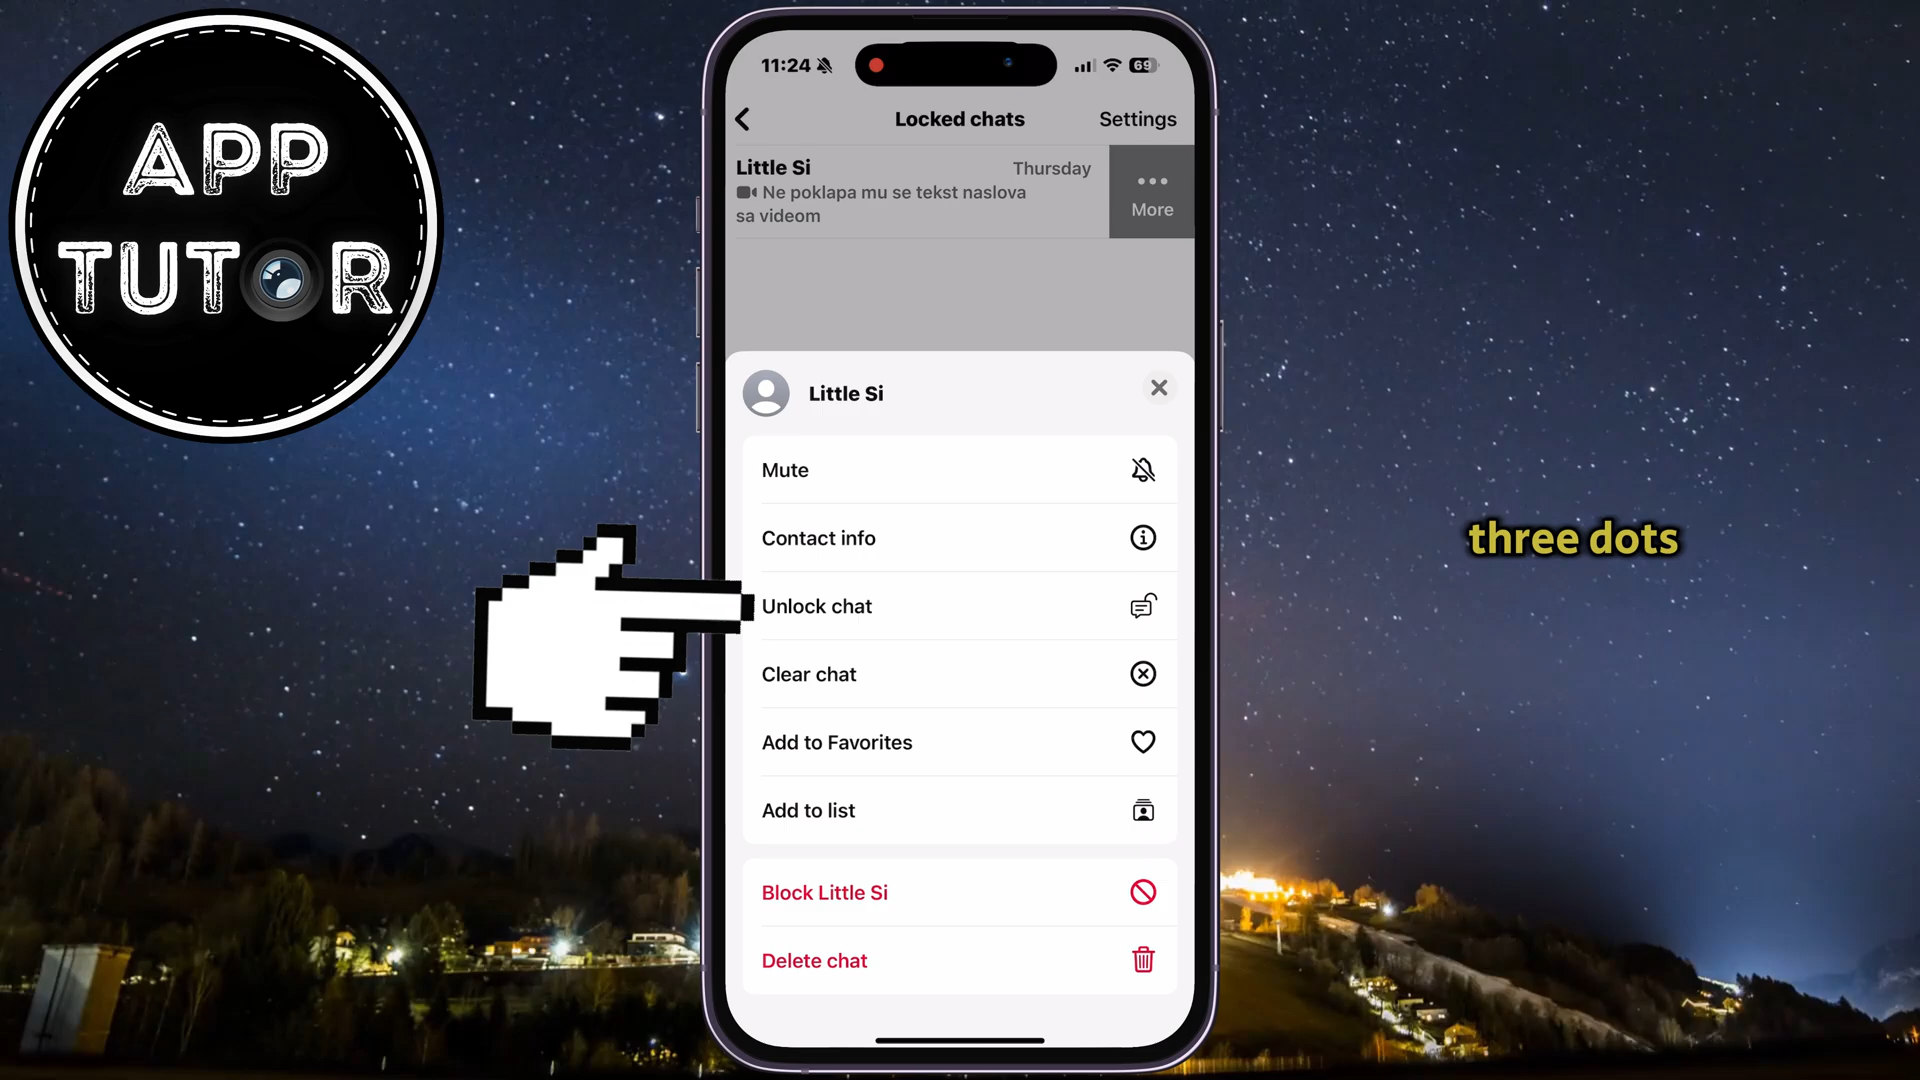 APP
TUTOR
11:24
69
Locked chats
Settings
Little Si
Thursday
Ne poklapa mu se tekst naslova
sa videom
More
Little Si
Mute
Contact info
Unlock chat
Clear chat
Add to Favorites
Add to list
Block Little Si
Delete chat
three dots